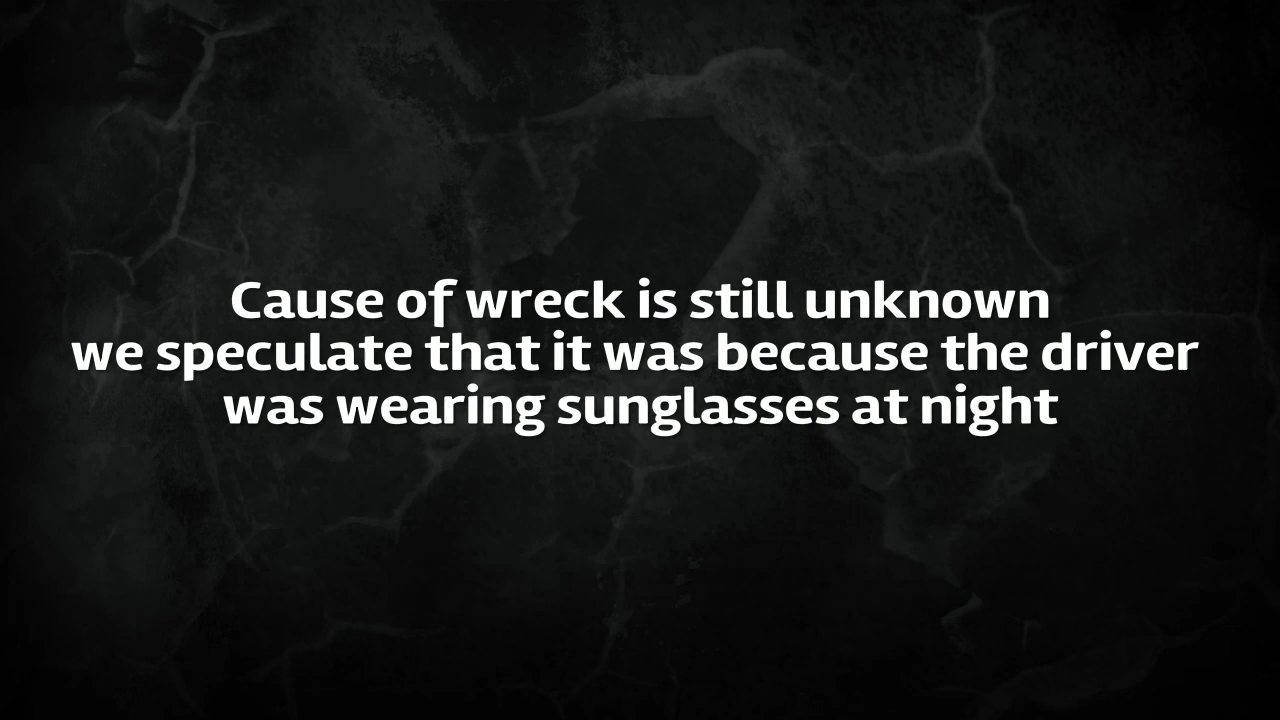 Cause of wreck is still unknown
we speculate that it was because the driver
was wearing sunglasses at night